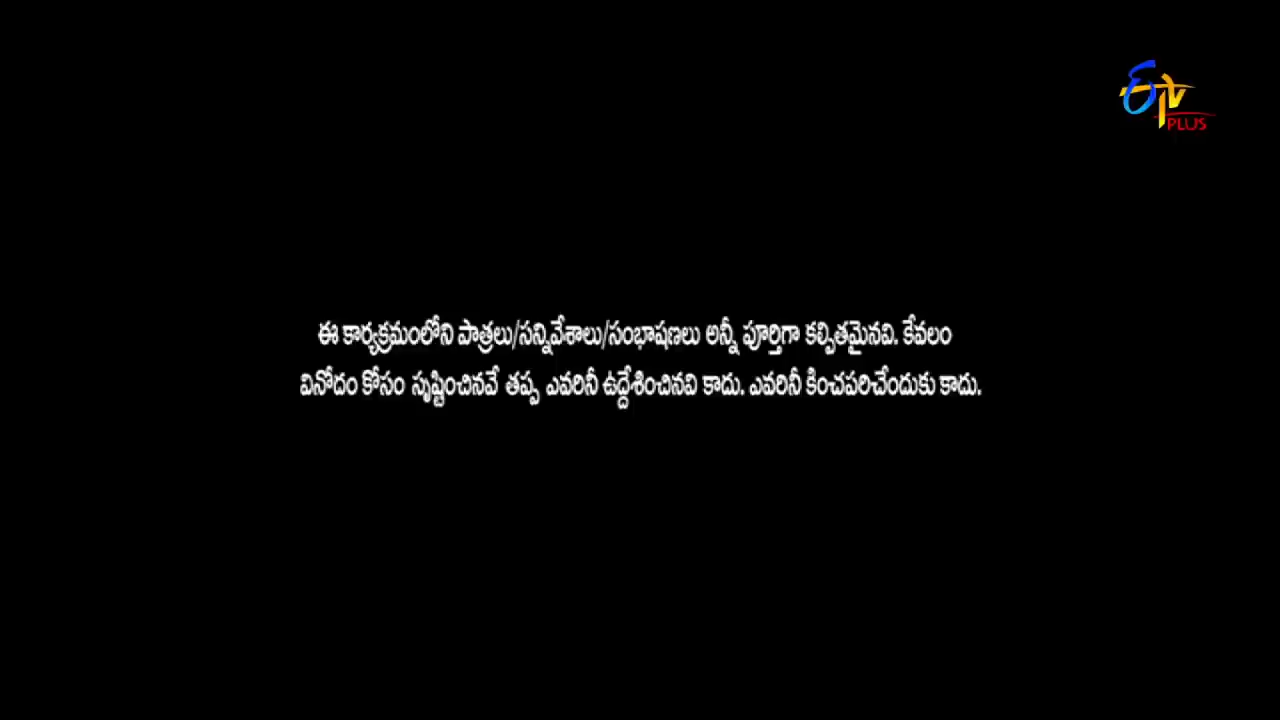 ETV
PLUS
ఈ కార్యక్రమంలోని పాత్రలు/సన్నివేశాలు/సంభాషణలు అన్నీ పూర్తిగా కల్పితమైనవి. కేవలం
వినోదం కోసం సృష్టించినవే తప్ప ఎవరినీ ఉద్దేశించినవి కాదు. ఎవరినీ కించపరిచేందుకు కాదు.